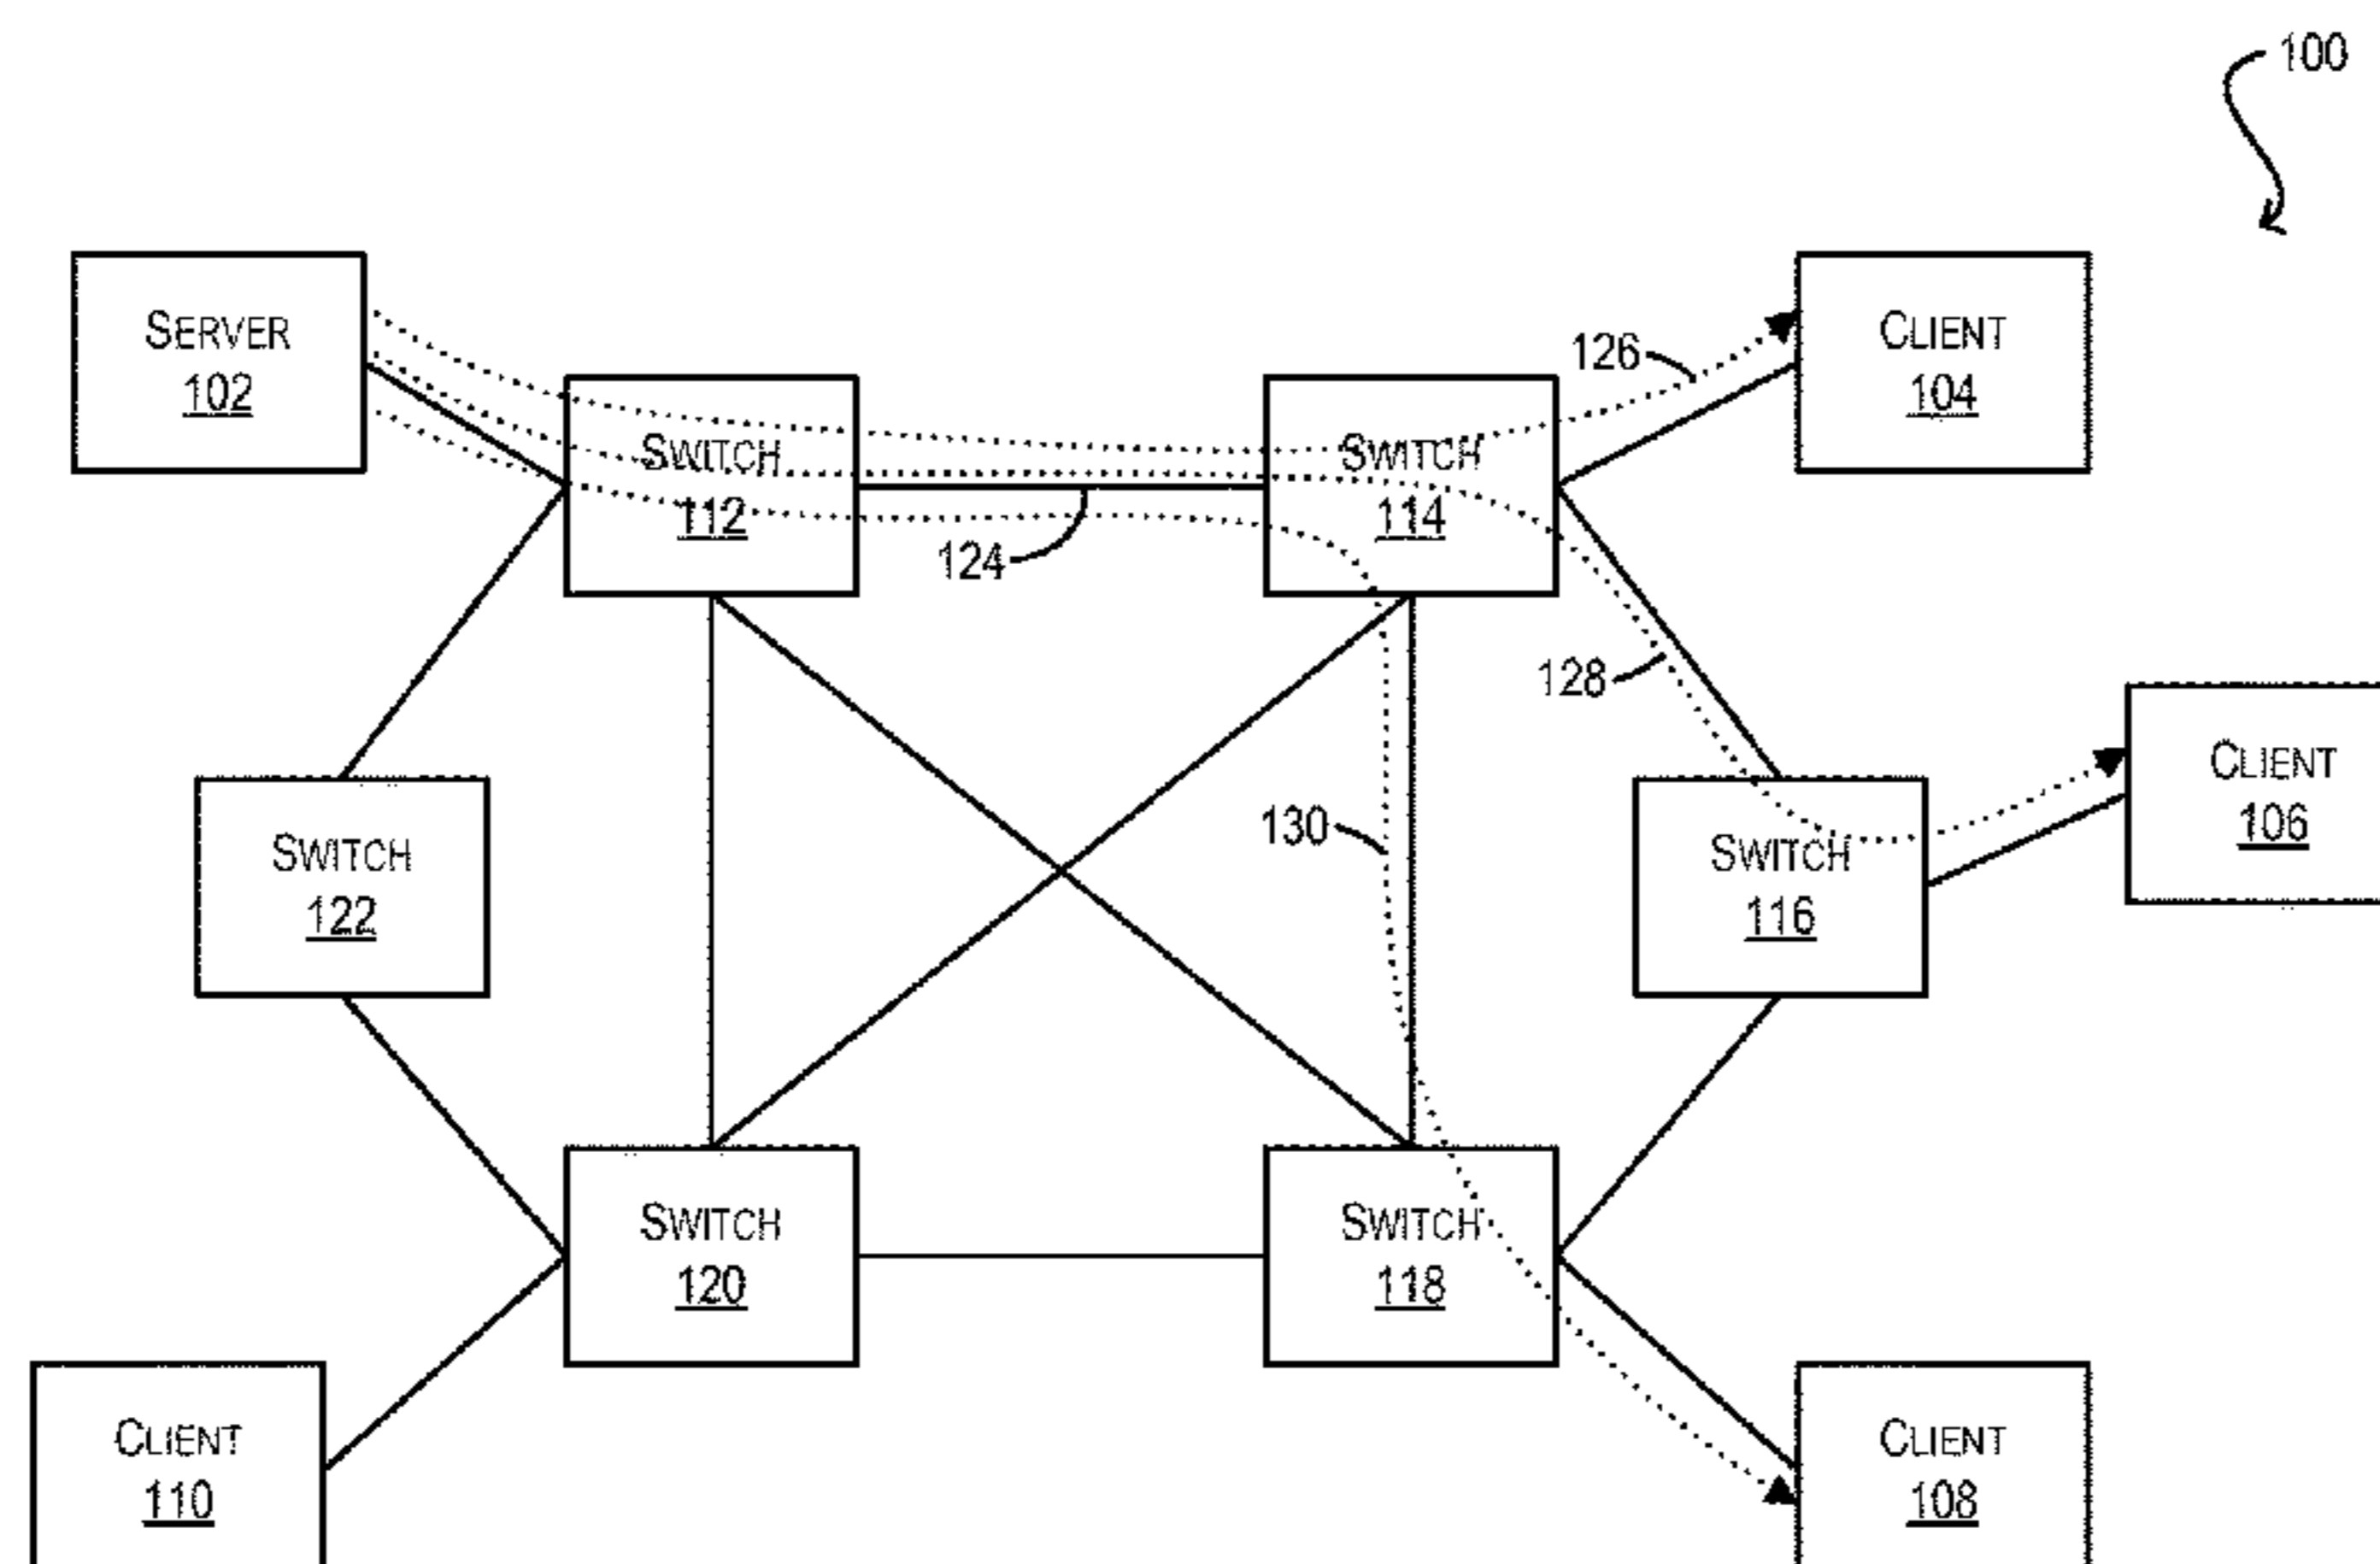 100
SERVER
102
126
CLIENT
104
SWITCH
112
SWITCH
114
124
128
CLIENT
106
SWITCH
122
130
SWITCH
116
SWITCH
120
SWITCH
118
CLIENT
110
CLIENT
108